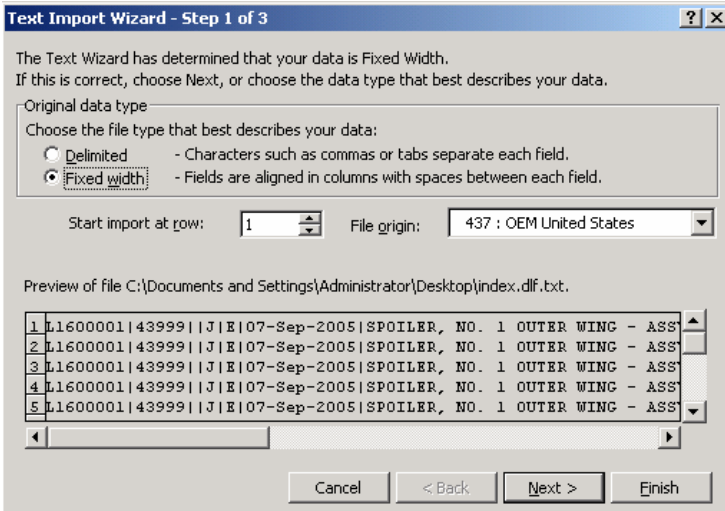 Text Import Wizard - Step 1 of 3
The Text Wizard has determined that your data is Fixed Width.
If this is correct, choose Next, or choose the data type that best describes your data.
Original data type
Choose the file type that best describes your data:
Delimited - Characters such as commas or tabs separate each field.
Fixed width - Fields are aligned in columns with spaces between each field.
Start import at row: 1 File origin: 437 : OEM United States
Preview of file C:\Documents and Settings\Administrator\Desktop\index.dlf.txt.
1 L1600001|43999||J|E|07-Sep-2005|SPOILER, NO. 1 OUTER WING - ASSY
2 L1600001|43999||J|E|07-Sep-2005|SPOILER, NO. 1 OUTER WING - ASSY
3 L1600001|43999||J|E|07-Sep-2005|SPOILER, NO. 1 OUTER WING - ASSY
4 L1600001|43999||J|E|07-Sep-2005|SPOILER, NO. 1 OUTER WING - ASSY
5 L1600001|43999||J|E|07-Sep-2005|SPOILER, NO. 1 OUTER WING - ASSY
Cancel < Back Next > Finish